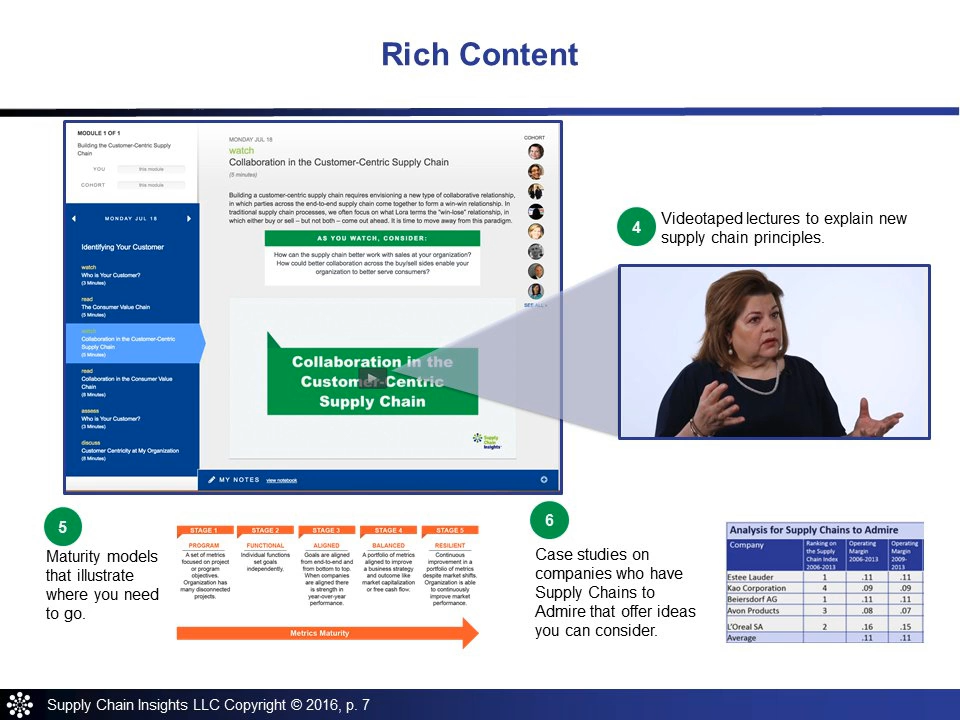 Rich Content
MODULE 1 OF 1
Building the Customer-Centric Supply
Chain
YOU this module
COHORT this module
MONDAY JUL 18
Identifying Your Customer
watch
Who is Your Customer?
(3 Minutes)
read
The Consumer Value Chain
(5 Minutes)
watch
Collaboration in the Customer-Centric
Supply Chain
read
Collaboration in the Consumer Value
Chain
(8 Minutes)
assess
Who is Your Customer?
(3 Minutes)
discuss
Customer Centricity at My Organization
(8 Minutes)
MONDAY JUL 18
watch
Collaboration in the Customer-Centric Supply Chain
(5 minutes)
Building a customer-centric supply chain requires envisioning a new type of collaborative relationship,
in which parties across the end-to-end supply chain come together to form a win-win relationship. In
traditional supply chain processes, we often focus on what Lora terms the "win-lose" relationship, in
which either buy or sell – but not both – come out ahead. It is time to move away from this paradigm.
AS YOU WATCH, CONSIDER:
How can the supply chain better work with sales at your organization?
How could better collaboration across the buy/sell sides enable your
organization to better serve consumers?
Collaboration in the
Customer-Centric
Supply Chain
Supply
Chain
Insights
COHORT
SEE ALL
MY NOTES view notebook
4
Videotaped lectures to explain new
supply chain principles.
5
Maturity models
that illustrate
where you need
to go.
STAGE 1
PROGRAM
A set of metrics
focused on project
or program
objectives.
Organization has
many disconnected
projects.
STAGE 2
FUNCTIONAL
Individual functions
set goals
independently.
STAGE 3
ALIGNED
Goals are aligned
from end-to-end and
from bottom to top.
When companies
are aligned there
is strength in
year-over-year
performance.
STAGE 4
BALANCED
A portfolio of metrics
aligned to improve
a business strategy
and outcome like
market capitalization
or free cash flow.
STAGE 5
RESILIENT
Continuous
improvement in a
portfolio of metrics
despite market shifts.
Organization is able
to continuously
improve market
performance.
Metrics Maturity
6
Case studies on
companies who have
Supply Chains to
Admire that offer ideas
you can consider.
Analysis for Supply Chains to Admire
Company Ranking on the Supply Chain Index 2006-2013 Operating Margin 2006-2013 Operating Margin 2009-2013
Estee Lauder 1 .11 .11
Kao Corporation 4 .09 .09
Beiersdorf AG 1 .11 .11
Avon Products 3 .08 .07
L'Oreal SA 2 .16 .15
Average .11 .11
Supply Chain Insights LLC Copyright © 2016, p. 7